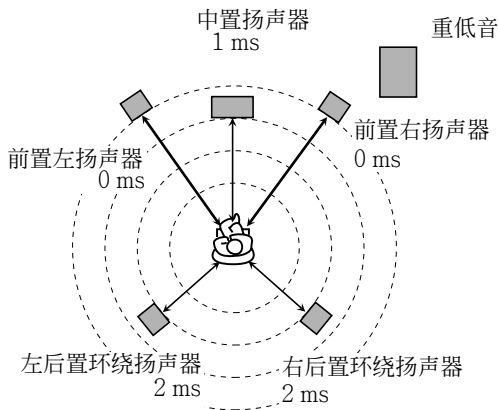 中置扬声器
1 ms
重低音
前置左扬声器
0 ms
前置右扬声器
0 ms
左后置环绕扬声器
2 ms
右后置环绕扬声器
2 ms